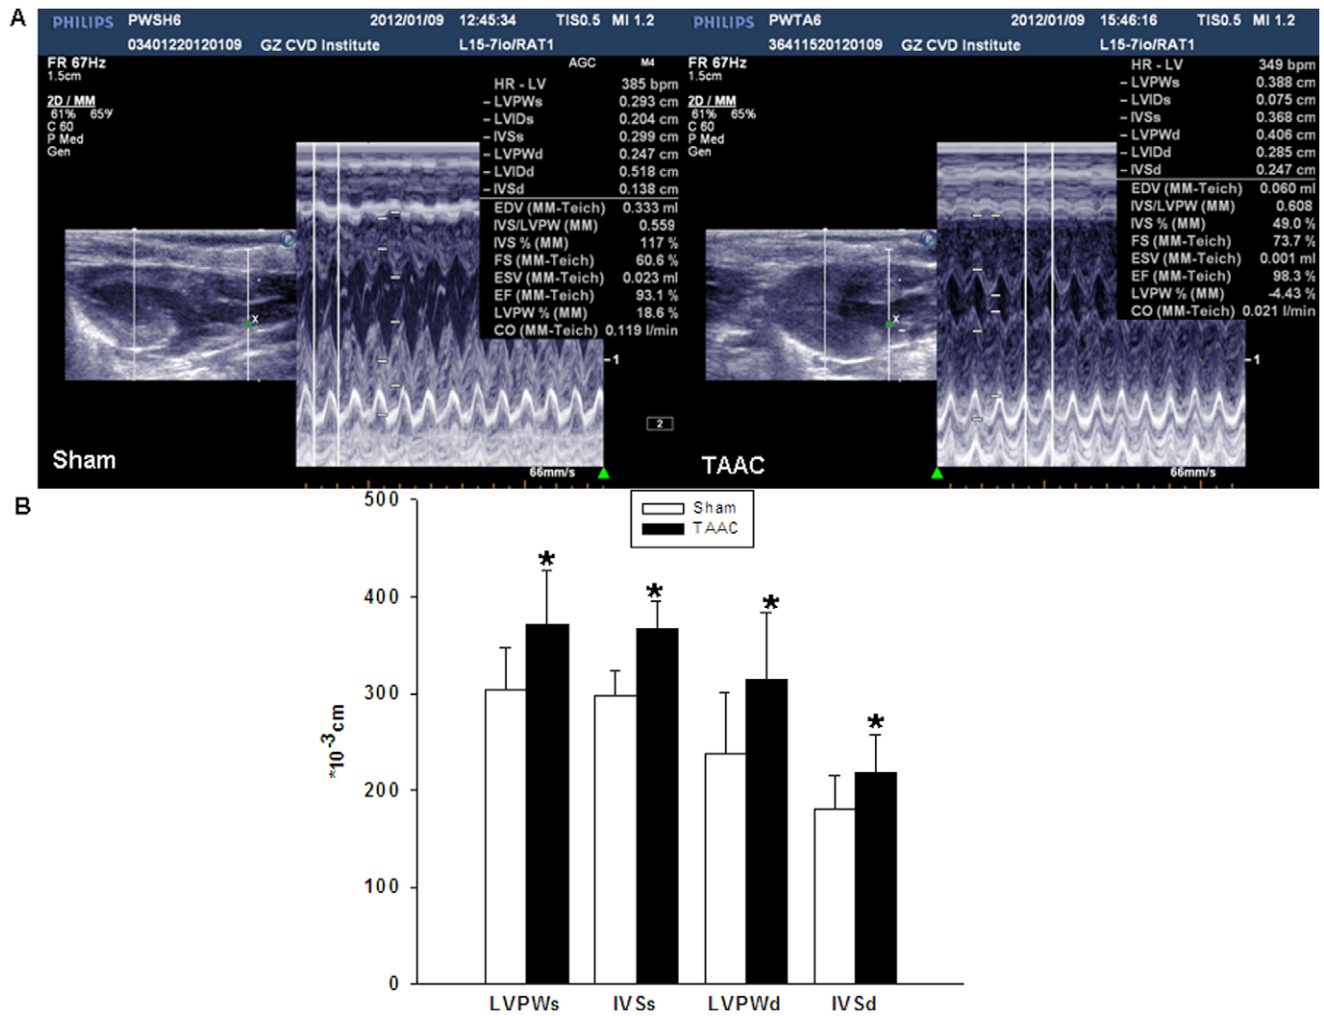 A
PHILIPS PWSH6 2012/01/09 12:45:34 TIS0.5 MI 1.2
03401220120109 GZ CVD Institute L15-7io/RAT1
FR 67Hz
1.5cm
2D / MM
61% 65%
C 60
P Med
Gen
AGC M4
HR - LV 385 bpm
– LVPWs 0.293 cm
– LVIDs 0.204 cm
– IVSs 0.299 cm
– LVPWd 0.247 cm
– LVIDd 0.518 cm
– IVSd 0.138 cm
EDV (MM-Teich) 0.333 ml
IVS/LVPW (MM) 0.559
IVS % (MM) 117 %
FS (MM-Teich) 60.6 %
ESV (MM-Teich) 0.023 ml
EF (MM-Teich) 93.1 %
LVPW % (MM) 18.6 %
CO (MM-Teich) 0.119 l/min
X
1
2
Sham
66mm/s
PHILIPS PWTA6 2012/01/09 15:46:16 TIS0.5 MI 1.2
36411520120109 GZ CVD Institute L15-7io/RAT1
FR 67Hz
1.5cm
2D / MM
61% 65%
C 60
P Med
Gen
HR - LV 349 bpm
– LVPWs 0.388 cm
– LVIDs 0.075 cm
– IVSs 0.368 cm
– LVPWd 0.406 cm
– LVIDd 0.285 cm
– IVSd 0.247 cm
EDV (MM-Teich) 0.060 ml
IVS/LVPW (MM) 0.608
IVS % (MM) 49.0 %
FS (MM-Teich) 73.7 %
ESV (MM-Teich) 0.001 ml
EF (MM-Teich) 98.3 %
LVPW % (MM) -4.43 %
CO (MM-Teich) 0.021 l/min
X
1
TAAC
66mm/s
B
Sham
TAAC
*10-3cm
500
400
300
200
100
0
* * * *
LVPWs IVSs LVPWd IVSd